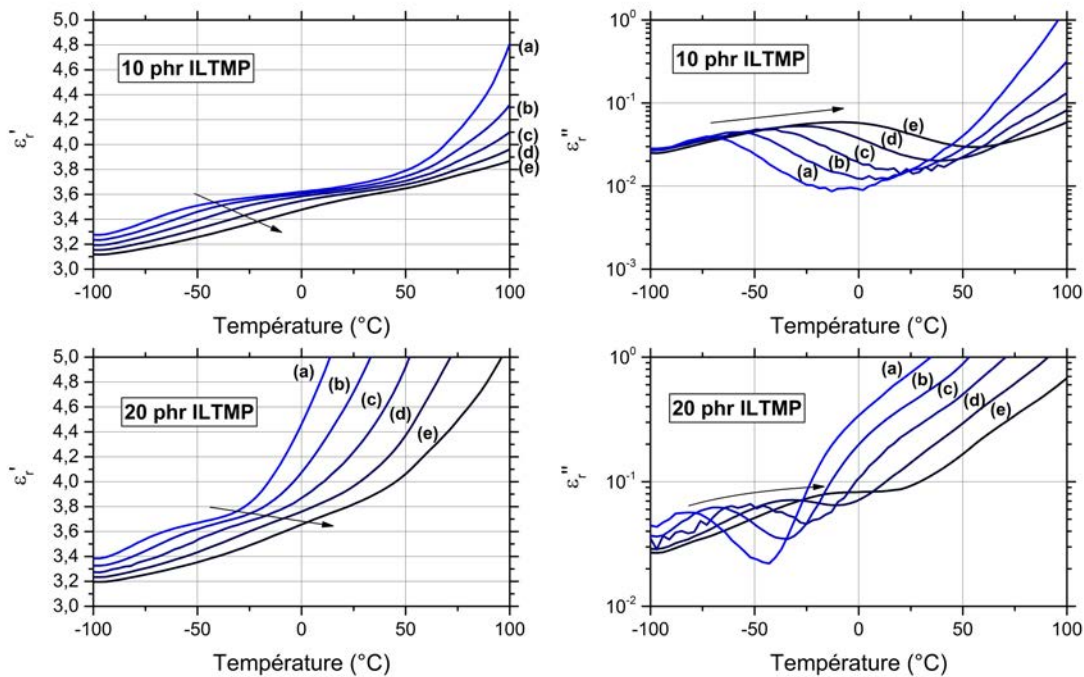 5,0
4,8
4,6
4,4
4,2
4,0
3,8
3,6
3,4
3,2
3,0
εr'
10 phr ILTMP
(a)
(b)
(c)
(d)
(e)
-100
-50
0
50
100
Température (°C)
10^0
10^-1
10^-2
10^-3
εr''
10 phr ILTMP
(e)
(d)
(c)
(b)
(a)
-100
-50
0
50
100
Température (°C)
5,0
4,8
4,6
4,4
4,2
4,0
3,8
3,6
3,4
3,2
3,0
εr'
20 phr ILTMP
(a)
(b)
(c)
(d)
(e)
-100
-50
0
50
100
Température (°C)
10^0
10^-1
10^-2
εr''
20 phr ILTMP
(a)
(b)
(c)
(d)
(e)
-100
-50
0
50
100
Température (°C)